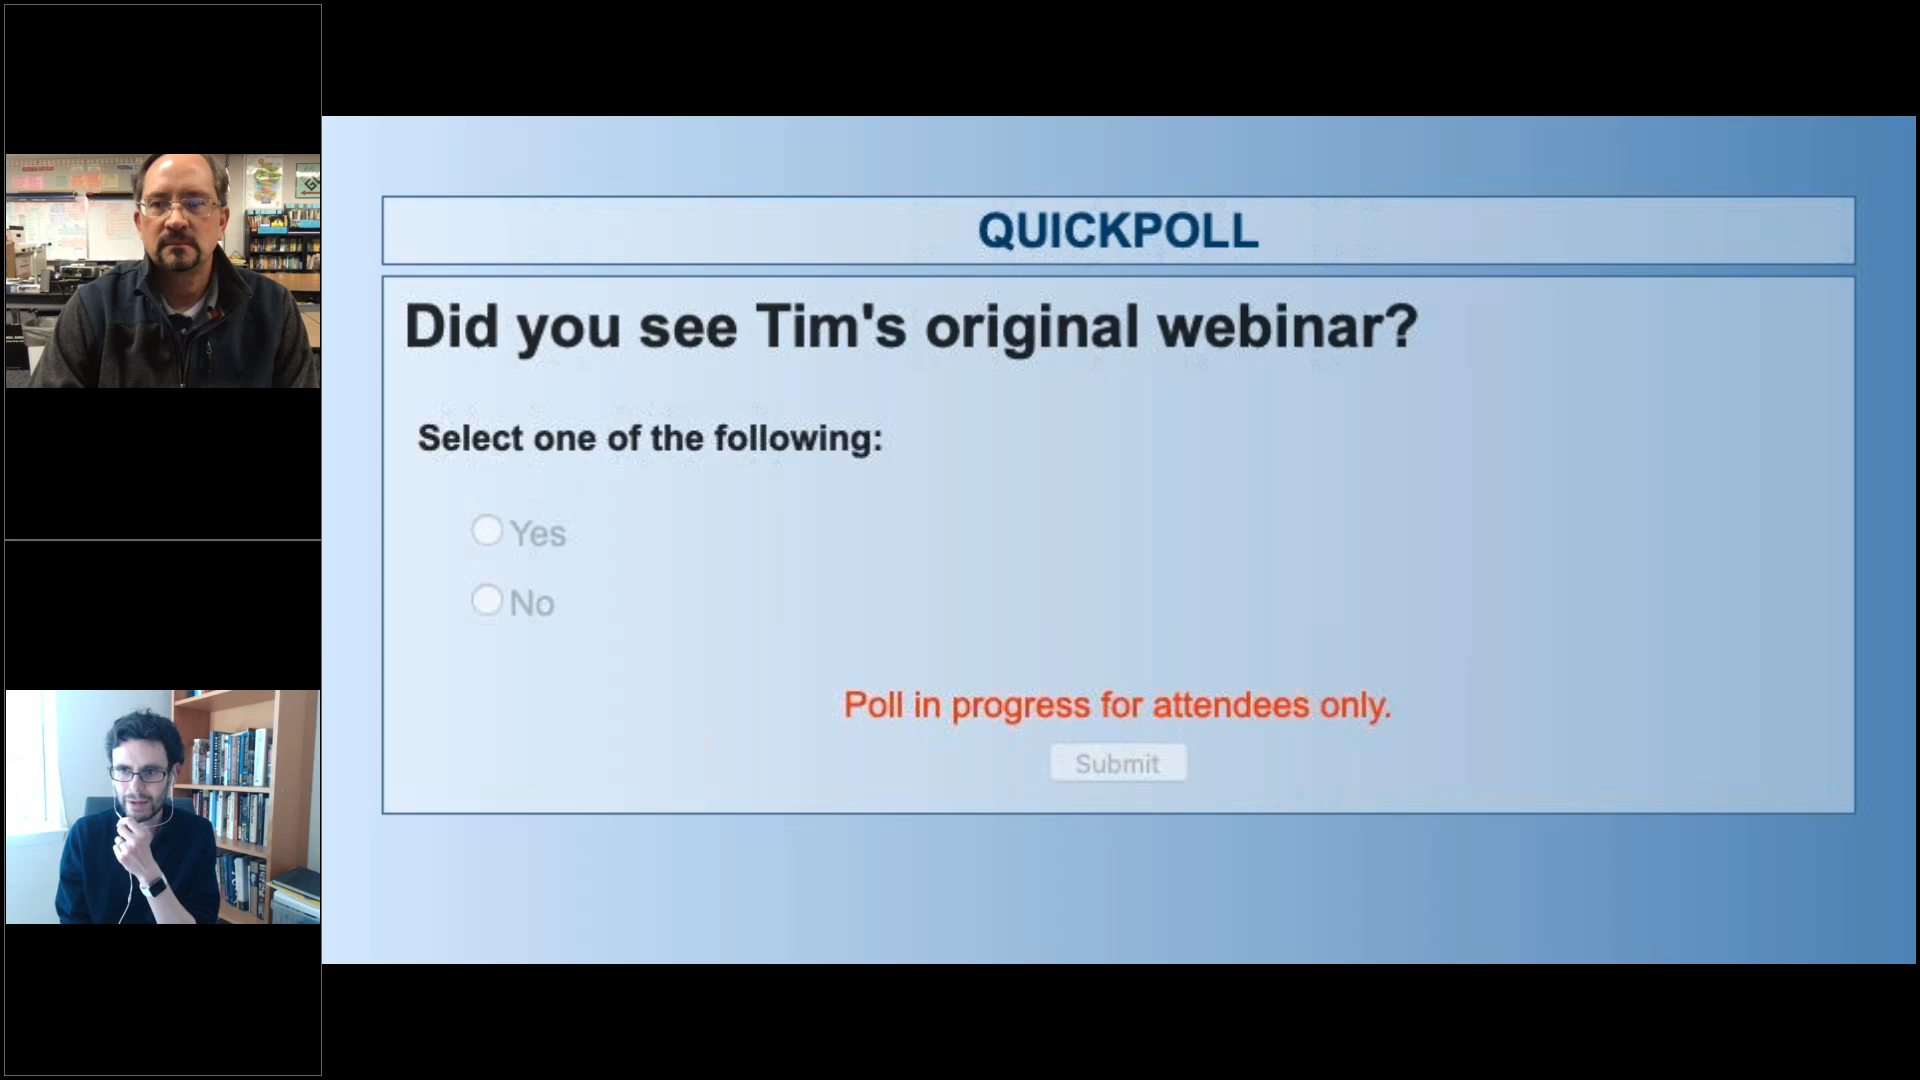 QUICKPOLL
Did you see Tim's original webinar?
Select one of the following:
Yes
No
Poll in progress for attendees only.
Submit